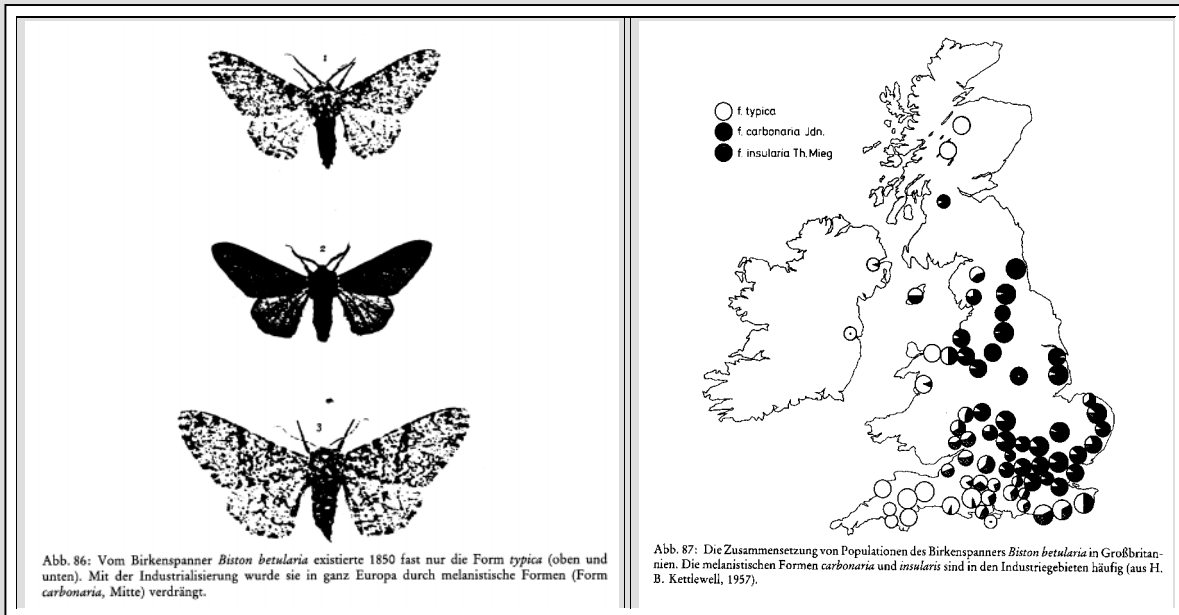 1
2
3
Abb. 86: Vom Birkenspanner Biston betularia existierte 1850 fast nur die Form typica (oben und
unten). Mit der Industrialisierung wurde sie in ganz Europa durch melanistische Formen (Form
carbonaria, Mitte) verdrängt.
f. typica
f. carbonaria Jdn.
f. insularia Th. Mieg
Abb. 87: Die Zusammensetzung von Populationen des Birkenspanners Biston betularia in Großbritan-
nien. Die melanistischen Formen carbonaria und insularis sind in den Industriegebieten häufig (aus H.
B. Kettlewell, 1957).